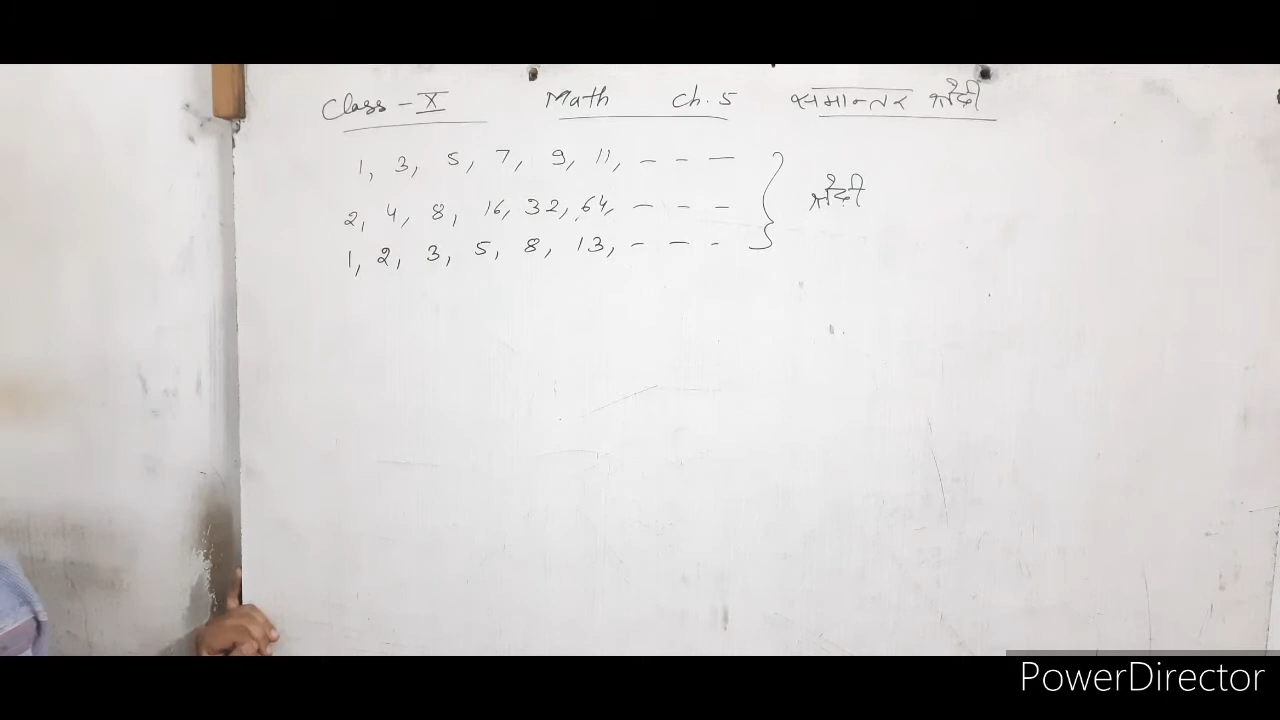 Class - X Math Ch. 5 समान्तर श्रेढ़ी
1, 3, 5, 7, 9, 11, - - -
2, 4, 8, 16, 32, 64, - - -
श्रेढ़ी
1, 2, 3, 5, 8, 13, - - -
PowerDirector